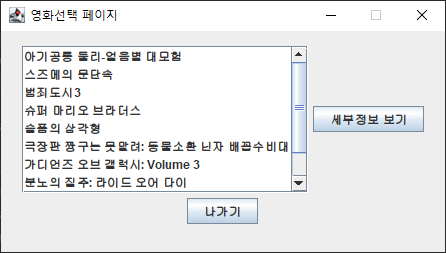 영화선택 페이지
아기공룡 둘리-얼음별 대모험
스즈메의 문단속
범죄도시3
슈퍼 마리오 브라더스
슬픔의 삼각형
극장판 짱구는 못말려: 동물소환 닌자 배꼽수비대
가디언즈 오브 갤럭시: Volume 3
분노의 질주: 라이드 오어 다이
세부정보 보기
나가기